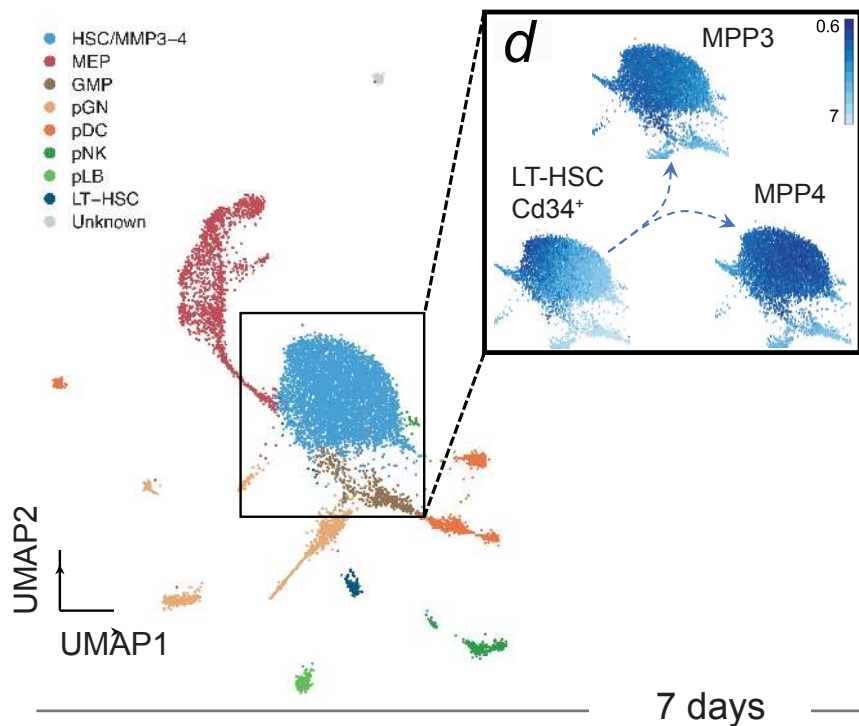 HSC/MMP3–4
MEP
GMP
pGN
pDC
pNK
pLB
LT–HSC
Unknown
d
MPP3
0.6
7
LT-HSC
Cd34⁺
MPP4
UMAP2
UMAP1
7 days